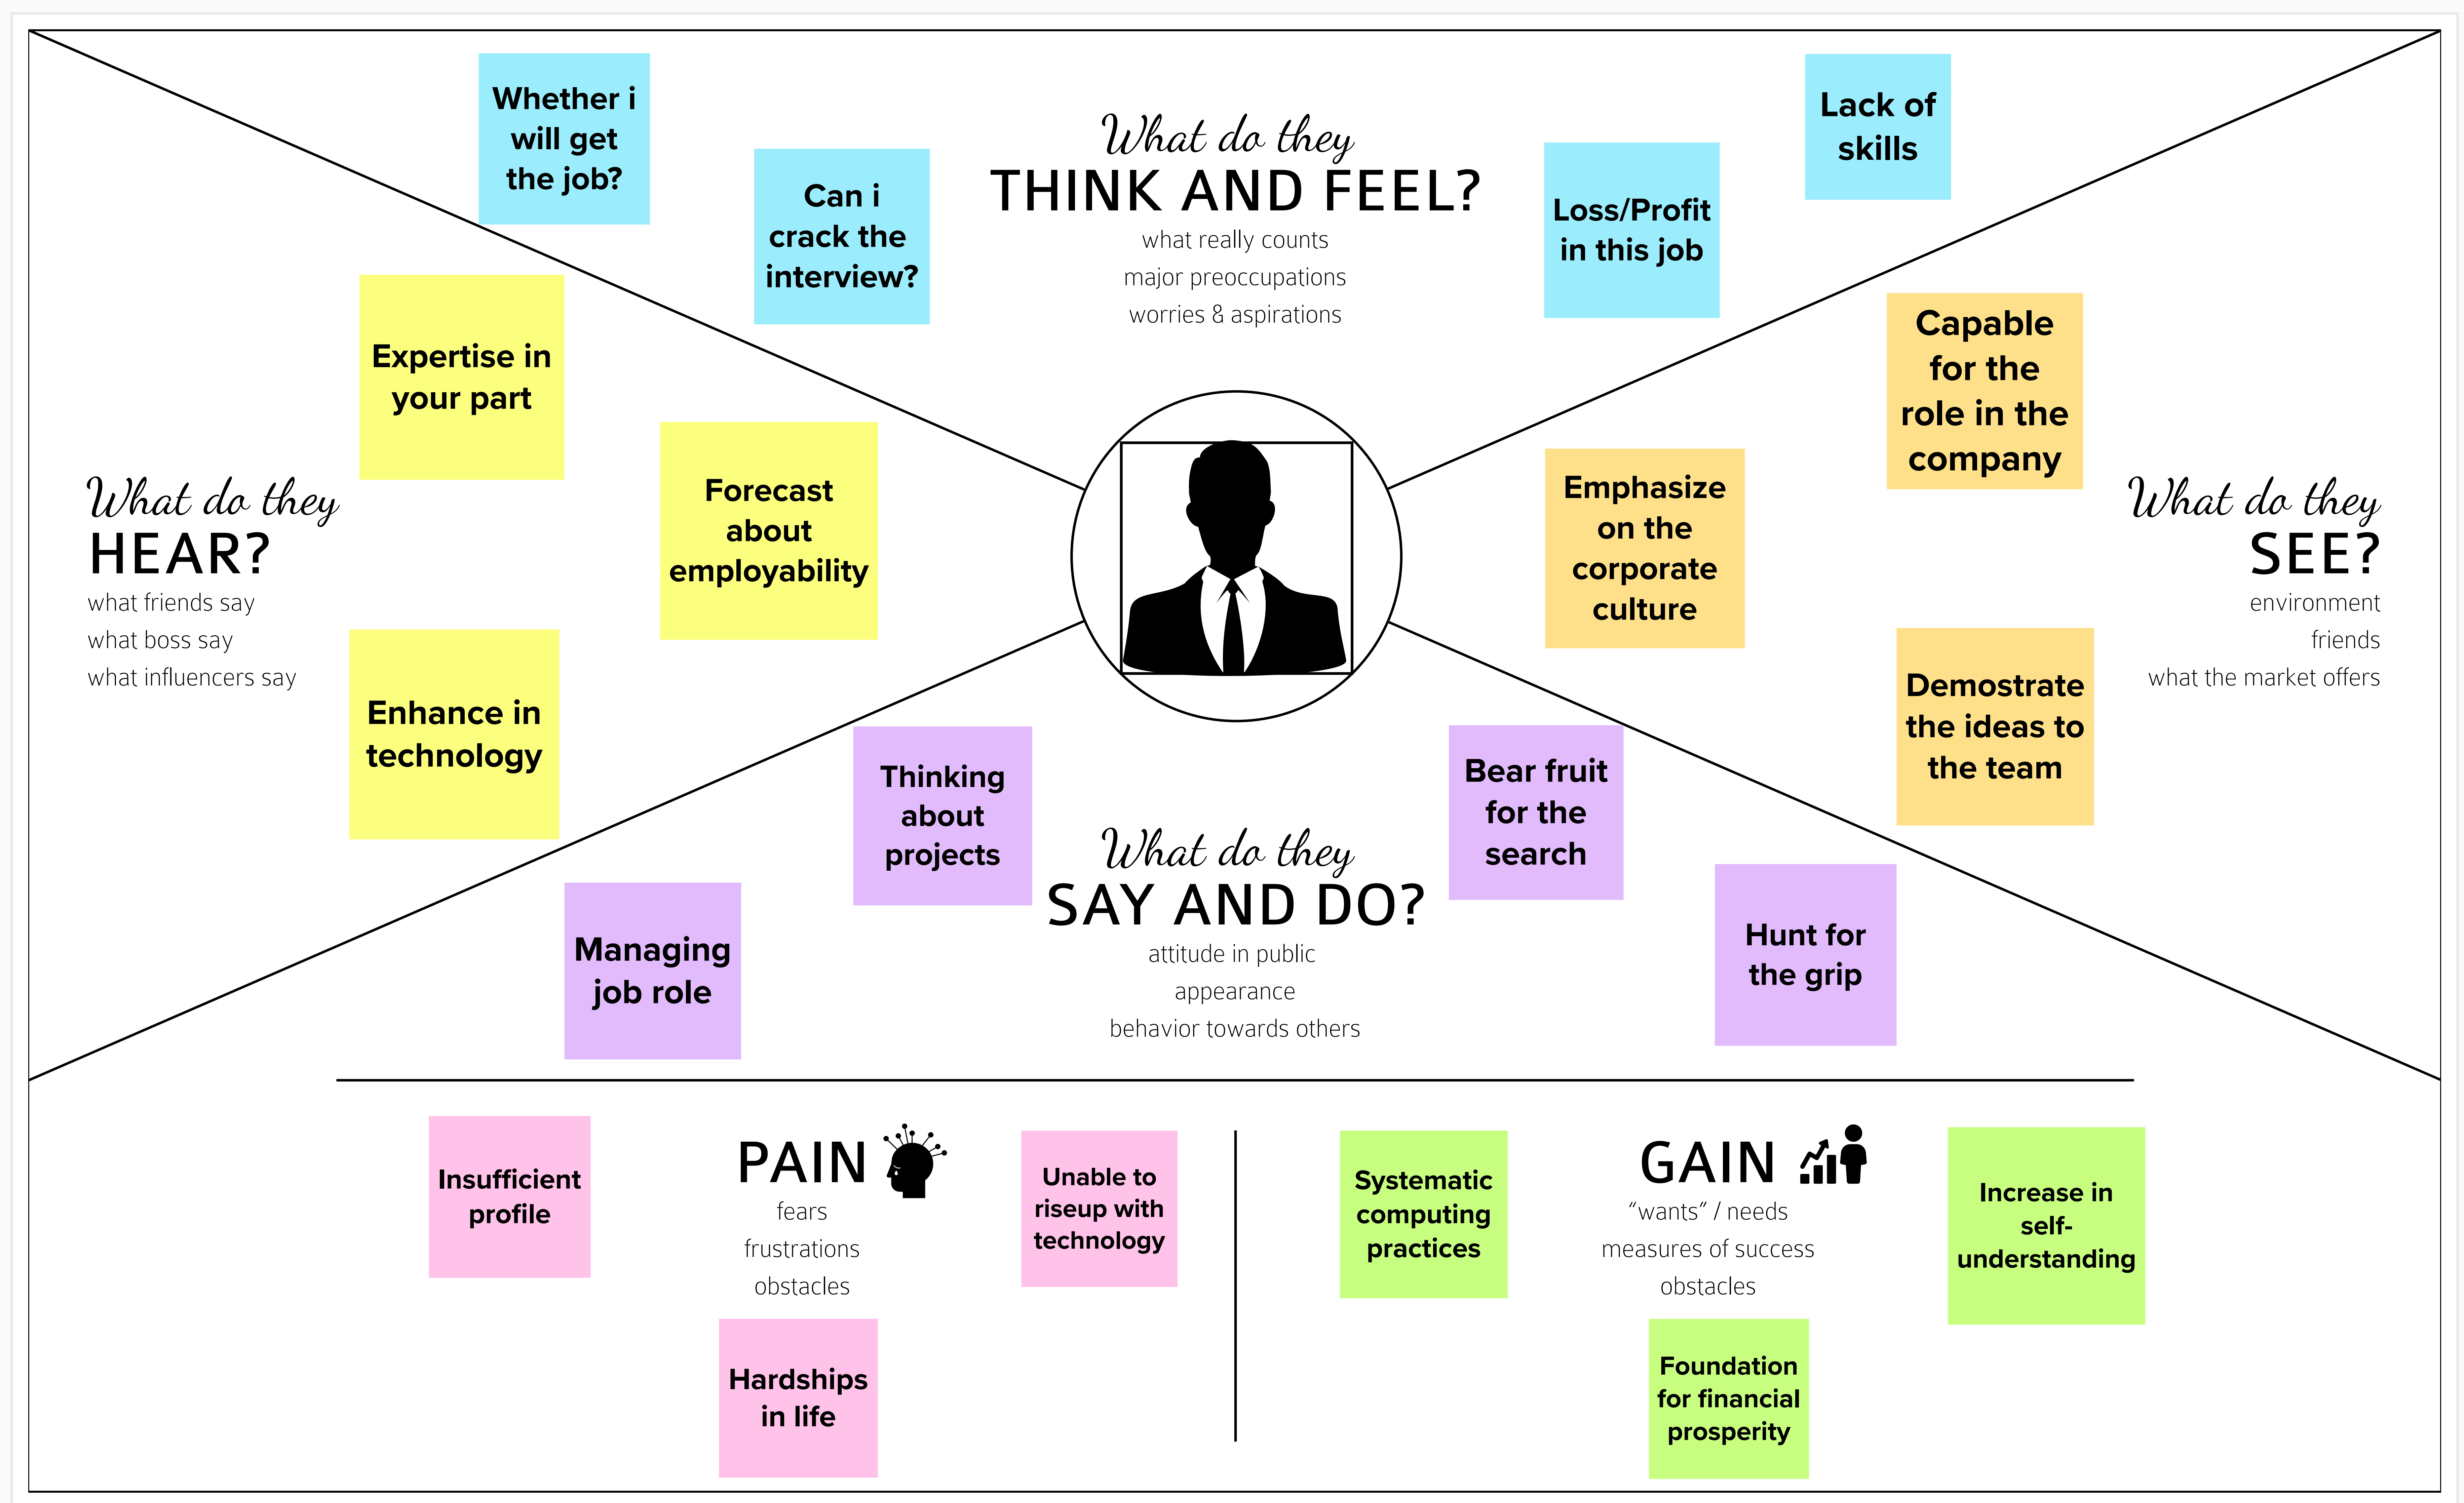 Whether i
will get
the job?
Can i
crack the
interview?
What do they
THINK AND FEEL?
what really counts
major preoccupations
worries & aspirations
Loss/Profit
in this job
Lack of
skills
What do they
HEAR?
what friends say
what boss say
what influencers say
Expertise in
your part
Forecast
about
employability
Enhance in
technology
Capable
for the
role in the
company
Emphasize
on the
corporate
culture
Demostrate
the ideas to
the team
What do they
SEE?
environment
friends
what the market offers
Managing
job role
Thinking
about
projects
What do they
SAY AND DO?
attitude in public
appearance
behavior towards others
Bear fruit
for the
search
Hunt for
the grip
Insufficient
profile
PAIN
fears
frustrations
obstacles
Unable to
riseup with
technology
Hardships
in life
Systematic
computing
practices
GAIN
“wants” / needs
measures of success
obstacles
Increase in
self-
understanding
Foundation
for financial
prosperity